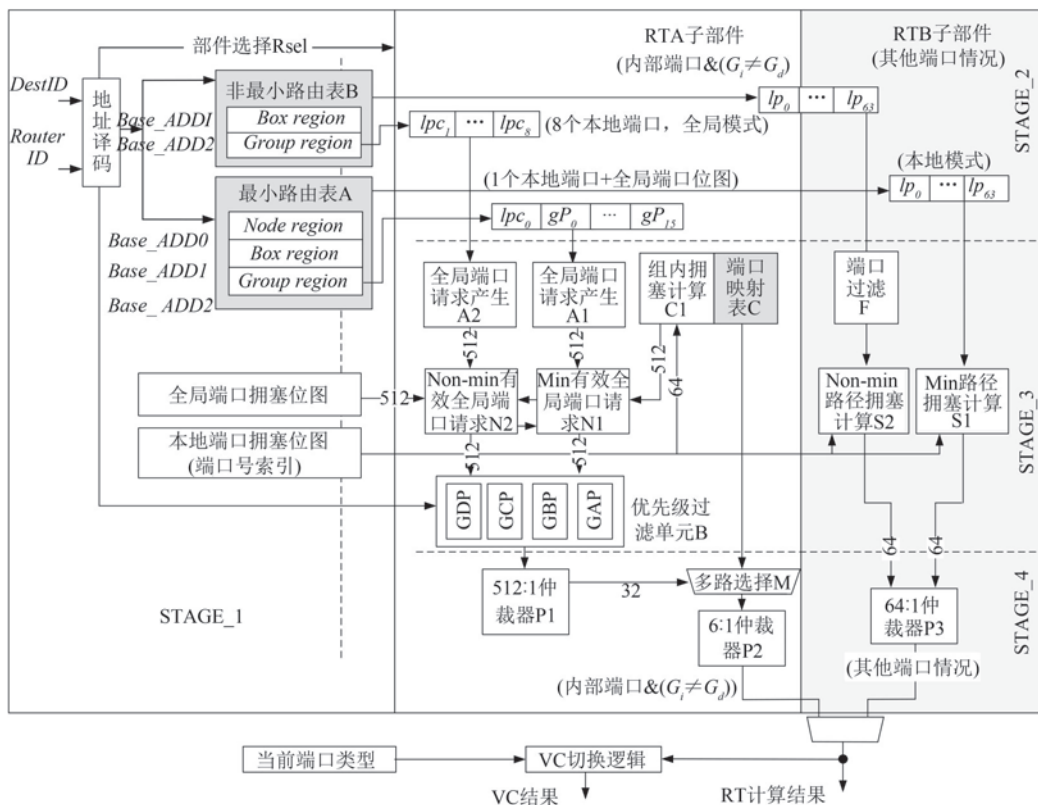 部件选择Rsel
RTA子部件
(内部端口&(Gi≠Gd)
RTB子部件
(其他端口情况)
STAGE_2
DestID
Router
ID
地址译码
Base_ADD1
Base_ADD2
非最小路由表B
Box region
Group region
lpc1 ··· lpc8
(8个本地端口，全局模式)
lp0 ··· lp63
(本地模式)
lp0 ··· lp63
最小路由表A
Node region
Box region
Group region
(1个本地端口+全局端口位图)
lpc0 gP0 ··· gP15
Base_ADD0
Base_ADD1
Base_ADD2
全局端口
请求产生
A2
全局端口
请求产生
A1
组内拥
塞计算
C1
端口
映射
表C
端口
过滤
F
512
512
512
64
全局端口拥塞位图
512
Non-min有
效全局端
口请求N2
Min有效全
局端口请
求N1
Non-min
路径拥塞
计算S2
Min路径
拥塞计算
S1
STAGE_3
本地端口拥塞位图
(端口号索引)
512
512
GDP
GCP
GBP
GAP
优先级过
滤单元B
64
64
STAGE_1
512:1仲
裁器P1
32
多路选择M
6:1仲裁
器P2
64:1仲
裁器P3
STAGE_4
(内部端口&(Gi≠Gd))
(其他端口情况)
当前端口类型
VC切换逻辑
VC结果
RT计算结果